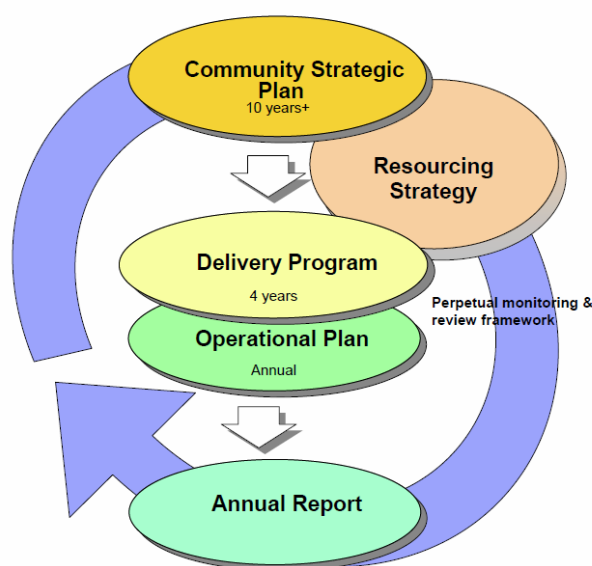 Community Strategic
Plan
10 years+
Resourcing
Strategy
Delivery Program
4 years
Perpetual monitoring &
review framework
Operational Plan
Annual
Annual Report